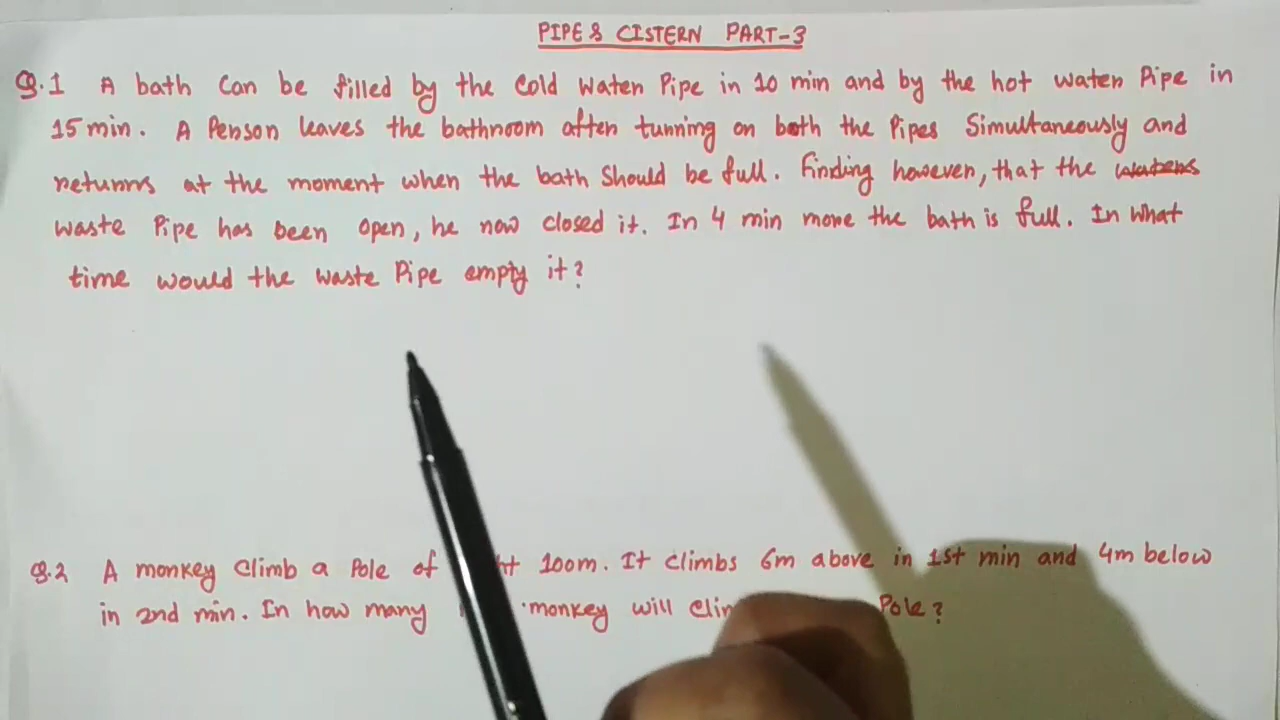 PIPE & CISTERN PART-3
Q.1 A bath can be filled by the cold water Pipe in 10 min and by the hot water Pipe in
15 min. A Person leaves the bathroom after turning on both the Pipes Simultaneously and
returns at the moment when the bath should be full. Finding however, that the
waste Pipe has been open, he now closed it. In 4 min more the bath is full. In what
time would the waste Pipe empty it?
Q.2 A monkey climb a Pole of 100m. It climbs 6m above in 1st min and 4m below
in 2nd min. In how many monkey will Pole?